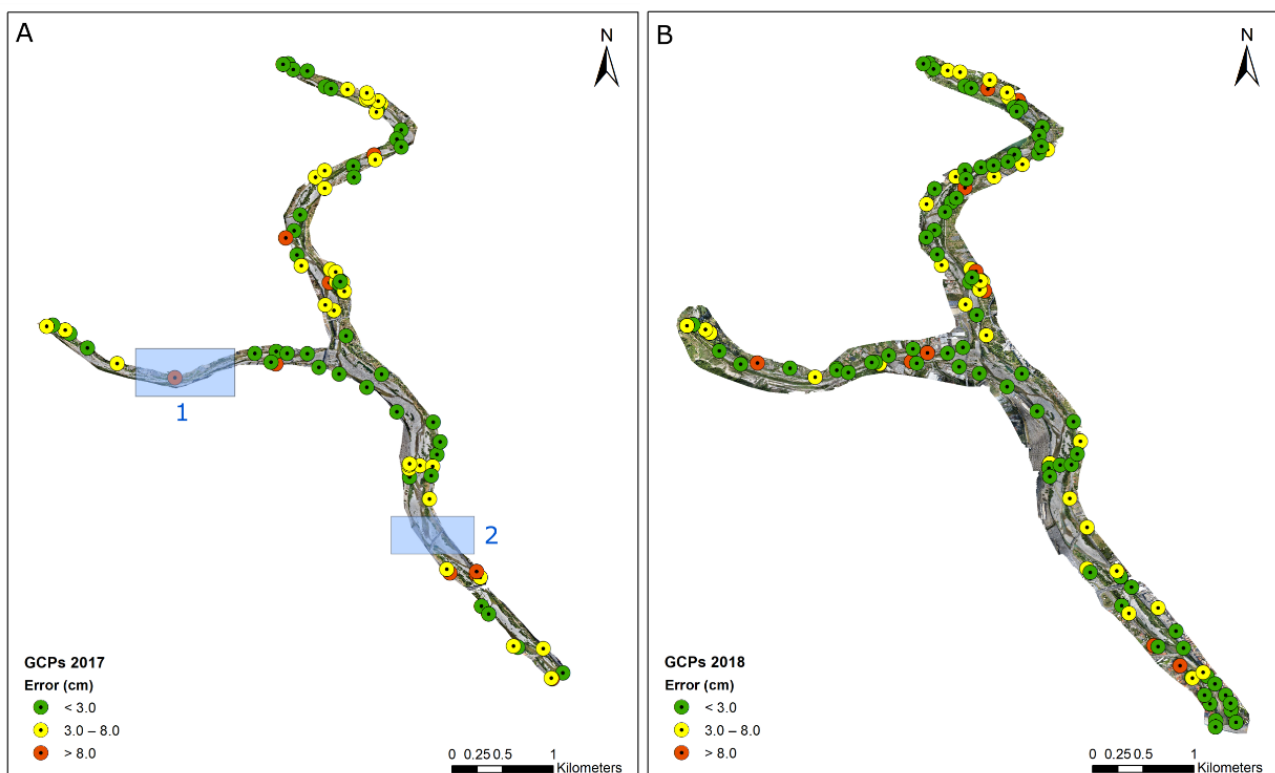 A
N
1
2
GCPs 2017
Error (cm)
< 3.0
3.0 – 8.0
> 8.0
0 0.25 0.5 1
Kilometers
B
N
GCPs 2018
Error (cm)
< 3.0
3.0 – 8.0
> 8.0
0 0.25 0.5 1
Kilometers